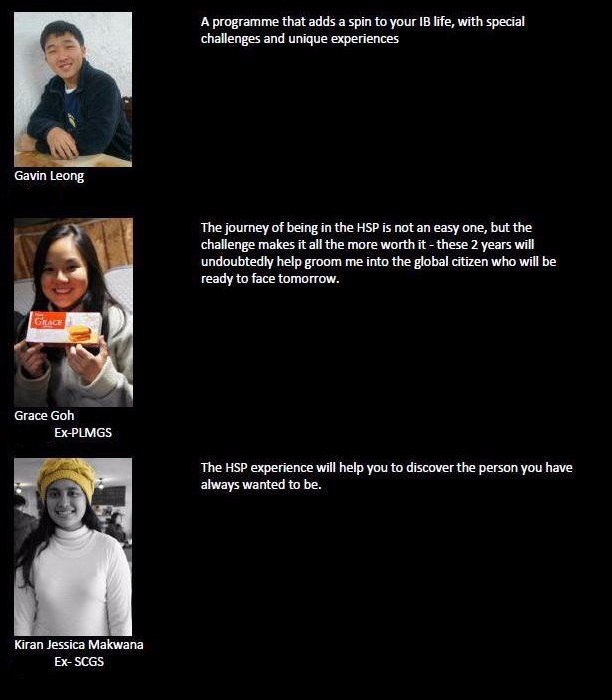 A programme that adds a spin to your IB life, with special
challenges and unique experiences
Gavin Leong
The journey of being in the HSP is not an easy one, but the
challenge makes it all the more worth it - these 2 years will
undoubtedly help groom me into the global citizen who will be
ready to face tomorrow.
GRACE
Grace Goh
Ex-PLMGS
The HSP experience will help you to discover the person you have
always wanted to be.
Kiran Jessica Makwana
Ex- SCGS